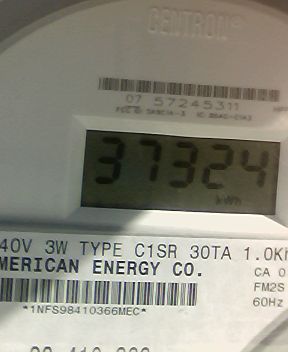 CENTRON®
07 57245311
37324
kWh
40V 3W TYPE C1SR 30TA 1.0Kh
MERICAN ENERGY CO.
CA 0
FM2S
60Hz
*1NFS98410366MEC*